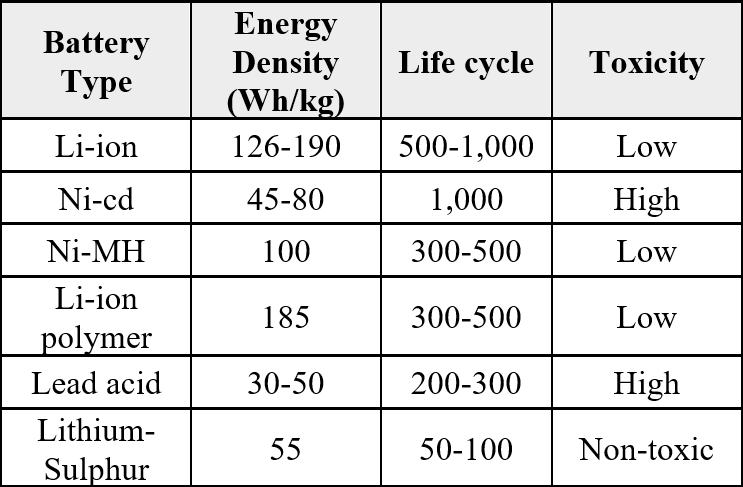 Battery Type Energy Density (Wh/kg) Life cycle Toxicity
Li-ion 126-190 500-1,000 Low
Ni-cd 45-80 1,000 High
Ni-MH 100 300-500 Low
Li-ion polymer 185 300-500 Low
Lead acid 30-50 200-300 High
Lithium-Sulphur 55 50-100 Non-toxic